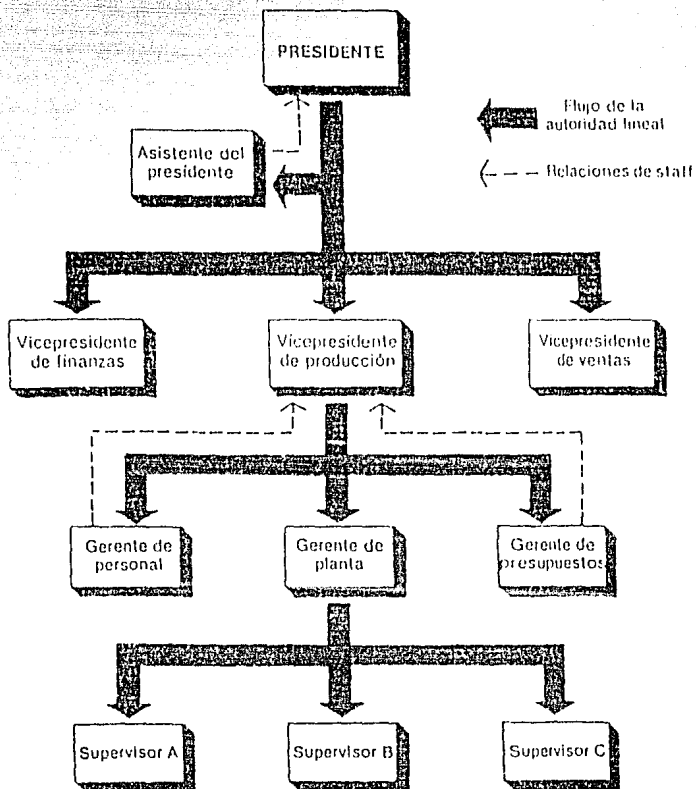 PRESIDENTE
Flujo de la
autoridad lineal
Asistente del
presidente
Relaciones de staff
Vicepresidente
de finanzas
Vicepresidente
de producción
Vicepresidente
de ventas
Gerente de
personal
Gerente de
planta
Gerente de
presupuestos
Supervisor A
Supervisor B
Supervisor C